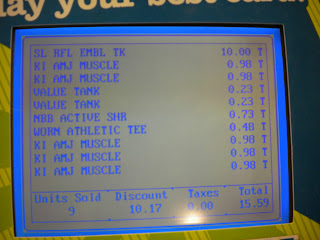 lay your best
SL RFL EMBL TK 10.00 T
KI AMJ MUSCLE 0.98 T
KI AMJ MUSCLE 0.98 T
VALUE TANK 0.23 T
VALUE TANK 0.23 T
NBB ACTIVE SHR 0.73 T
WORN ATHLETIC TEE 0.48 T
KI AMJ MUSCLE 0.98 T
KI AMJ MUSCLE 0.98 T
KI AMJ MUSCLE 0.98 T
Units Sold Discount Taxes Total
9 10.17 0.00 15.59